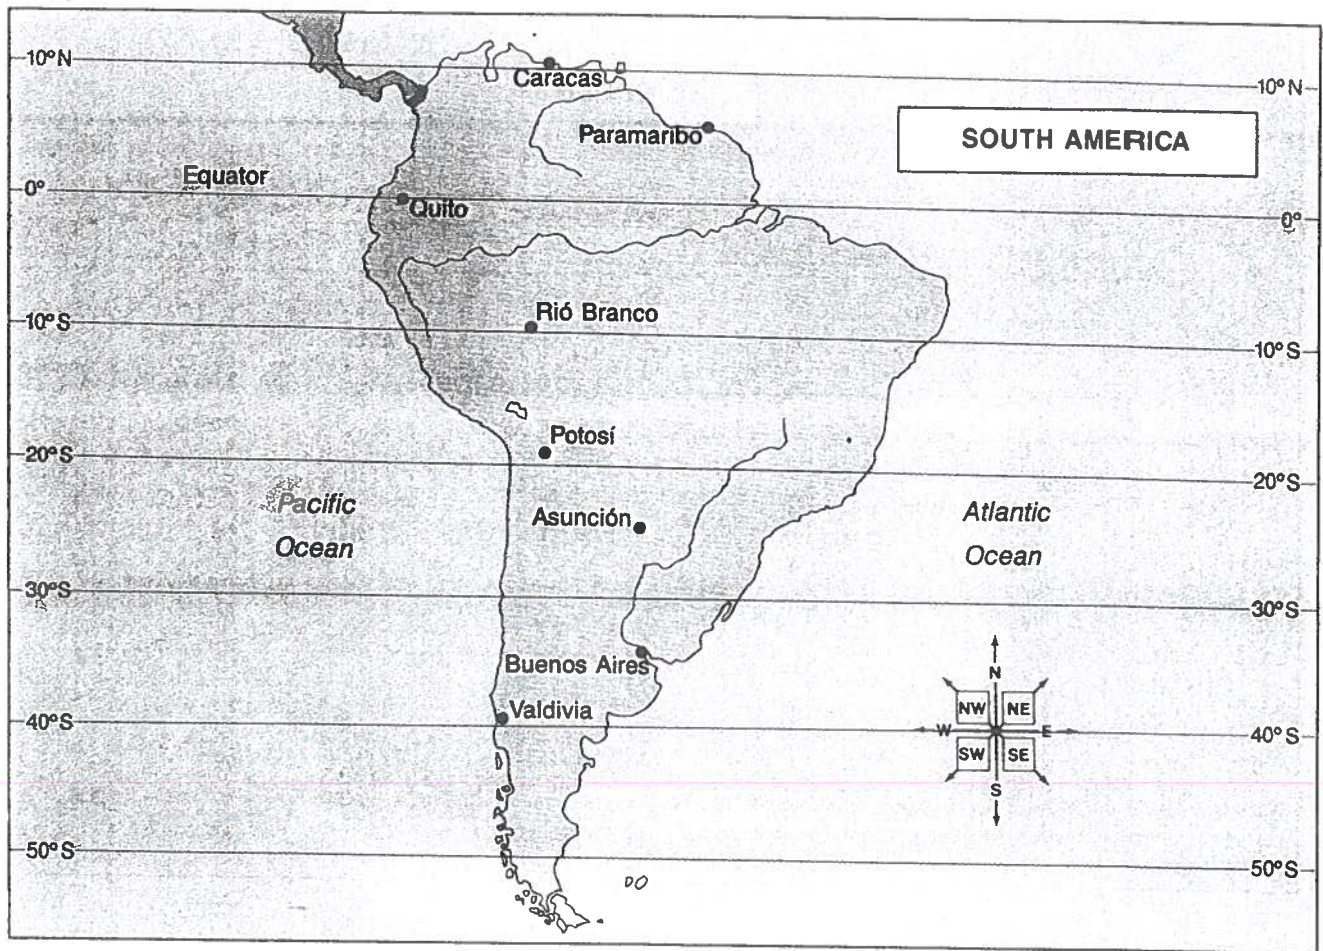 10°N
Caracas
10°N
Paramaribo
SOUTH AMERICA
Equator
0°
Quito
0°
Rió Branco
10°S
10°S
Potosí
20°S
20°S
Pacific
Ocean
Asunción
Atlantic
Ocean
30°S
30°S
Buenos Aires
Valdivia
N
NW NE
W E
SW SE
S
40°S
40°S
50°S
50°S